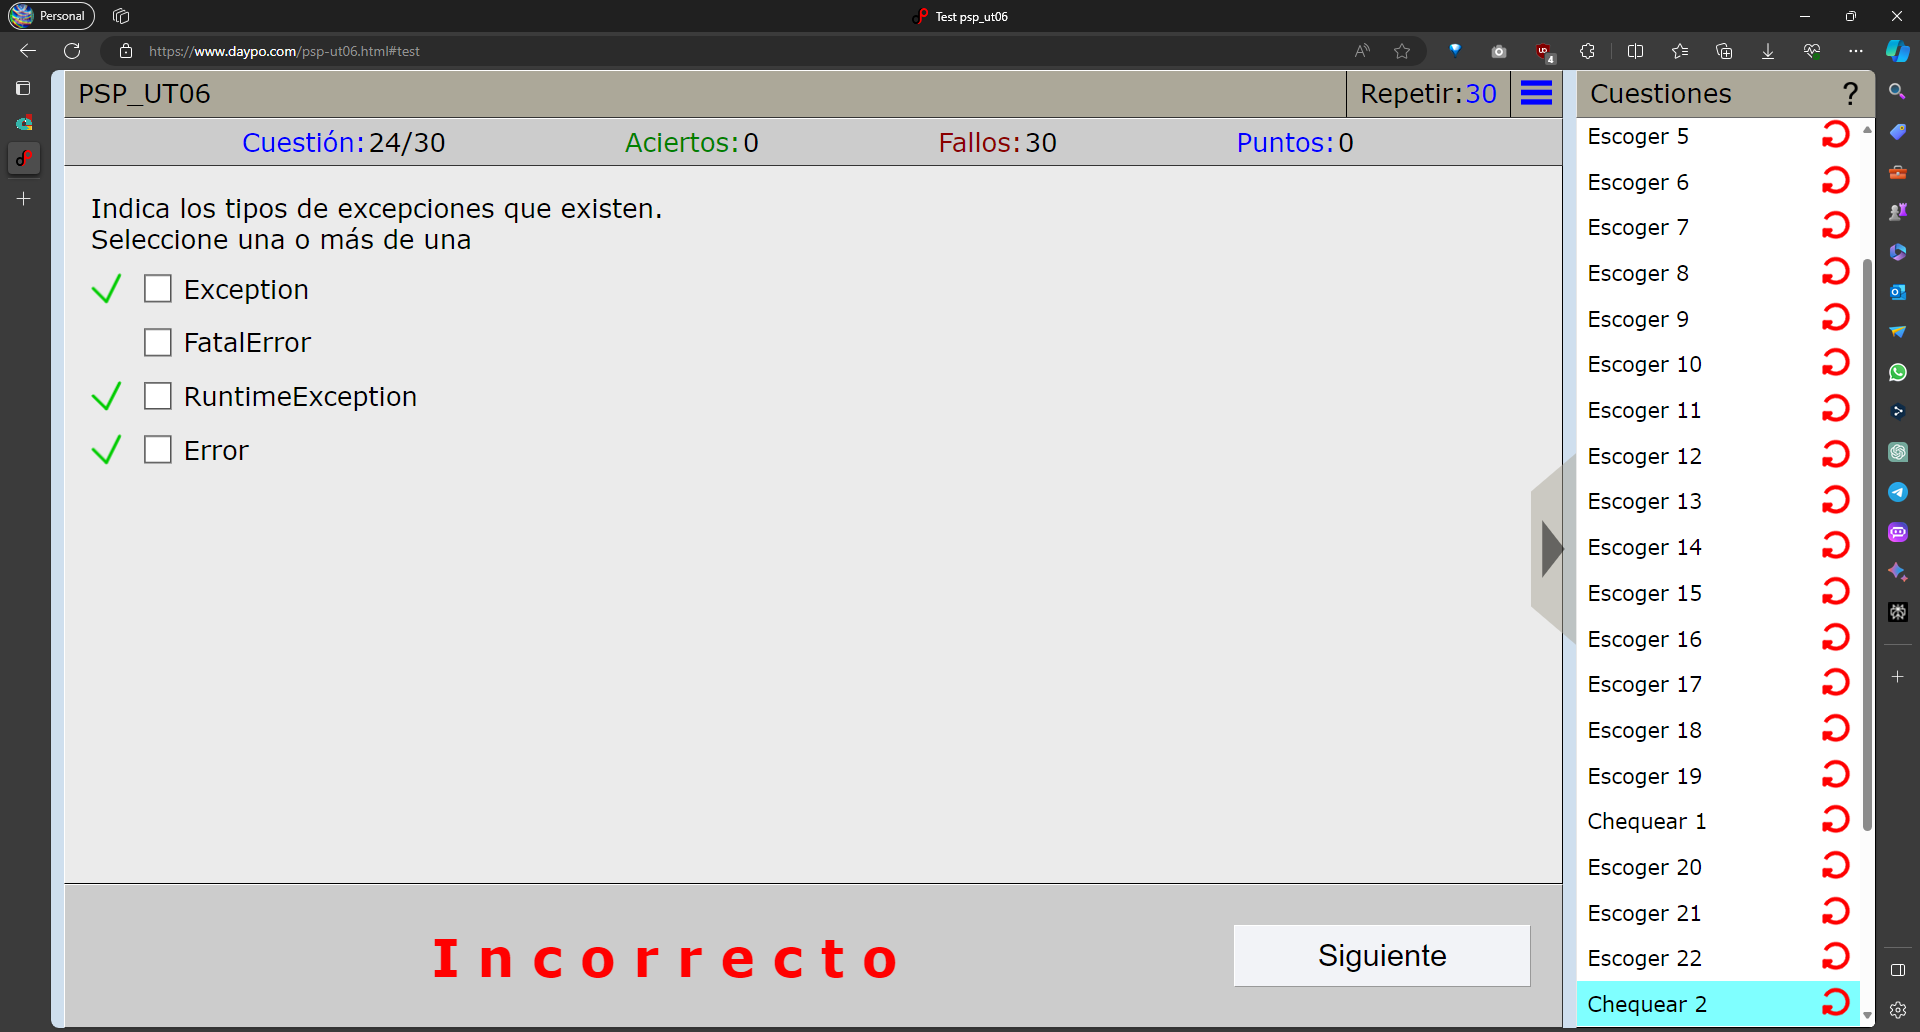 Personal
Test psp_ut06
https://www.daypo.com/psp-ut06.html#test
PSP_UT06
Repetir:30
Cuestión:24/30
Aciertos:0
Fallos:30
Puntos:0
Indica los tipos de excepciones que existen.
Seleccione una o más de una
Exception
FatalError
RuntimeException
Error
Incorrecto
Siguiente
Cuestiones ?
Escoger 5
Escoger 6
Escoger 7
Escoger 8
Escoger 9
Escoger 10
Escoger 11
Escoger 12
Escoger 13
Escoger 14
Escoger 15
Escoger 16
Escoger 17
Escoger 18
Escoger 19
Chequear 1
Escoger 20
Escoger 21
Escoger 22
Chequear 2
4